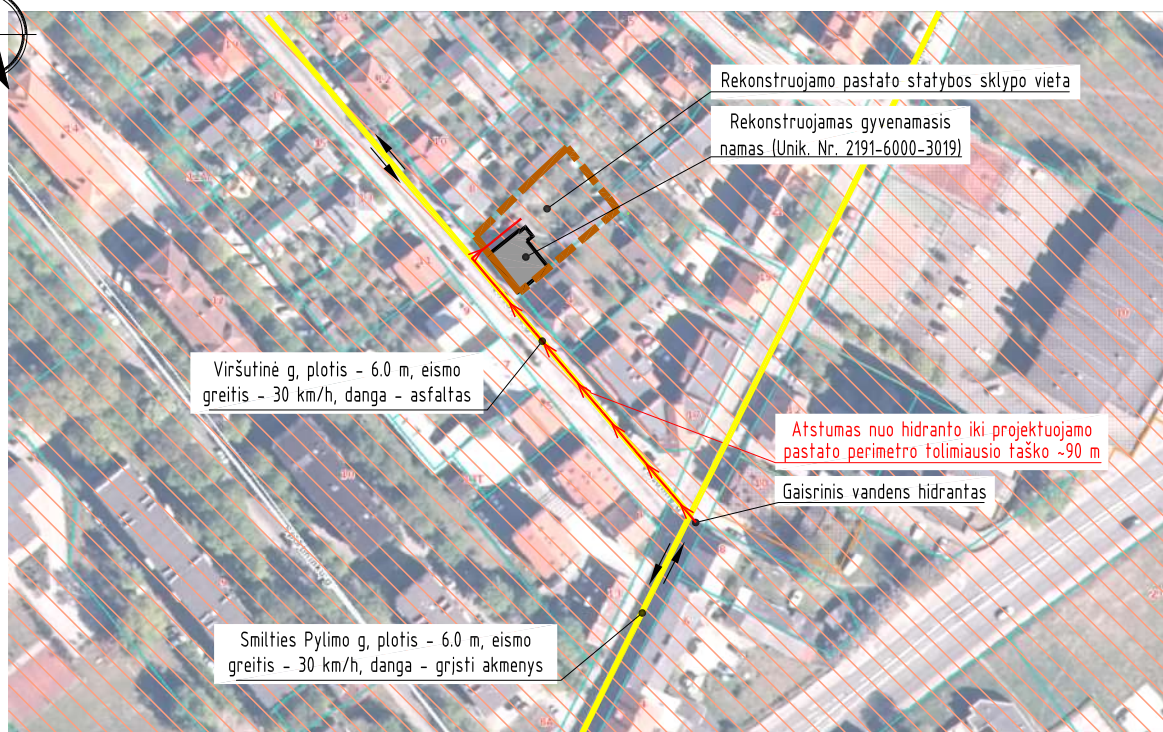 Rekonstruojamo pastato statybos sklypo vieta
Rekonstruojamas gyvenamasis
namas (Unik. Nr. 2191-6000-3019)
Viršutinė g, plotis - 6.0 m, eismo
greitis - 30 km/h, danga - asfaltas
Atstumas nuo hidranto iki projektuojamo
pastato perimetro tolimiausio taško ~90 m
Gaisrinis vandens hidrantas
Smilties Pylimo g, plotis - 6.0 m, eismo
greitis - 30 km/h, danga - grįsti akmenys